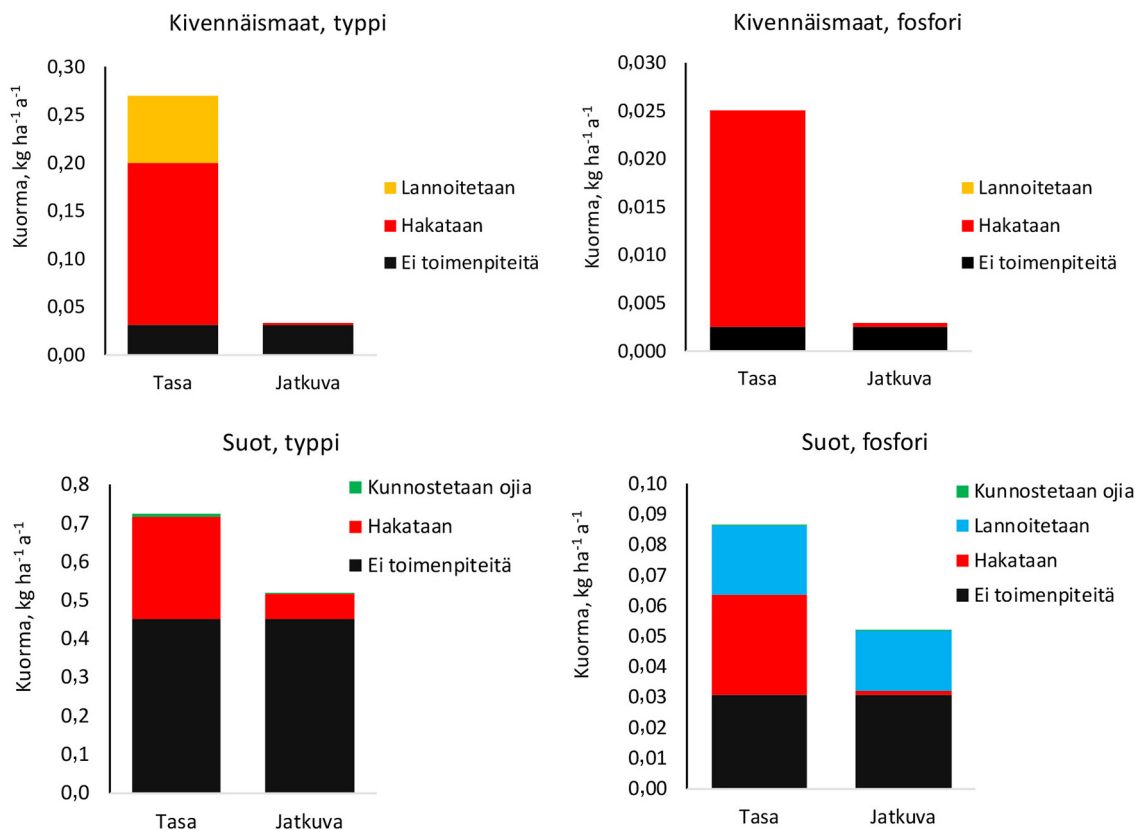 Kivennäismaat, typpi
Kuorma, kg ha⁻¹ a⁻¹
0,30
0,25
0,20
0,15
0,10
0,05
0,00
Tasa
Jatkuva
Lannoitetaan
Hakataan
Ei toimenpiteitä
Kivennäismaat, fosfori
Kuorma, kg ha⁻¹ a⁻¹
0,030
0,025
0,020
0,015
0,010
0,005
0,000
Tasa
Jatkuva
Lannoitetaan
Hakataan
Ei toimenpiteitä
Suot, typpi
Kuorma, kg ha⁻¹ a⁻¹
0,8
0,7
0,6
0,5
0,4
0,3
0,2
0,1
0,0
Tasa
Jatkuva
Kunnostetaan ojia
Hakataan
Ei toimenpiteitä
Suot, fosfori
Kuorma, kg ha⁻¹ a⁻¹
0,10
0,09
0,08
0,07
0,06
0,05
0,04
0,03
0,02
0,01
0,00
Tasa
Jatkuva
Kunnostetaan ojia
Lannoitetaan
Hakataan
Ei toimenpiteitä